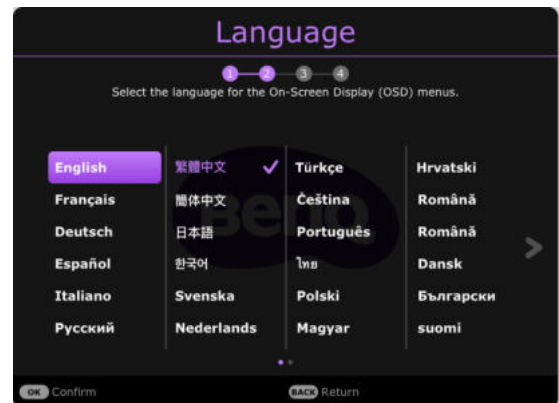 Language
1 2 3 4
Select the language for the On-Screen Display (OSD) menus.
English
Français
Deutsch
Español
Italiano
Русский
繁體中文
簡体中文
日本語
한국어
Svenska
Nederlands
Türkçe
Čeština
Português
ไทย
Polski
Magyar
Hrvatski
Română
Română
Dansk
Български
suomi
BenQ
OK Confirm
BACK Return